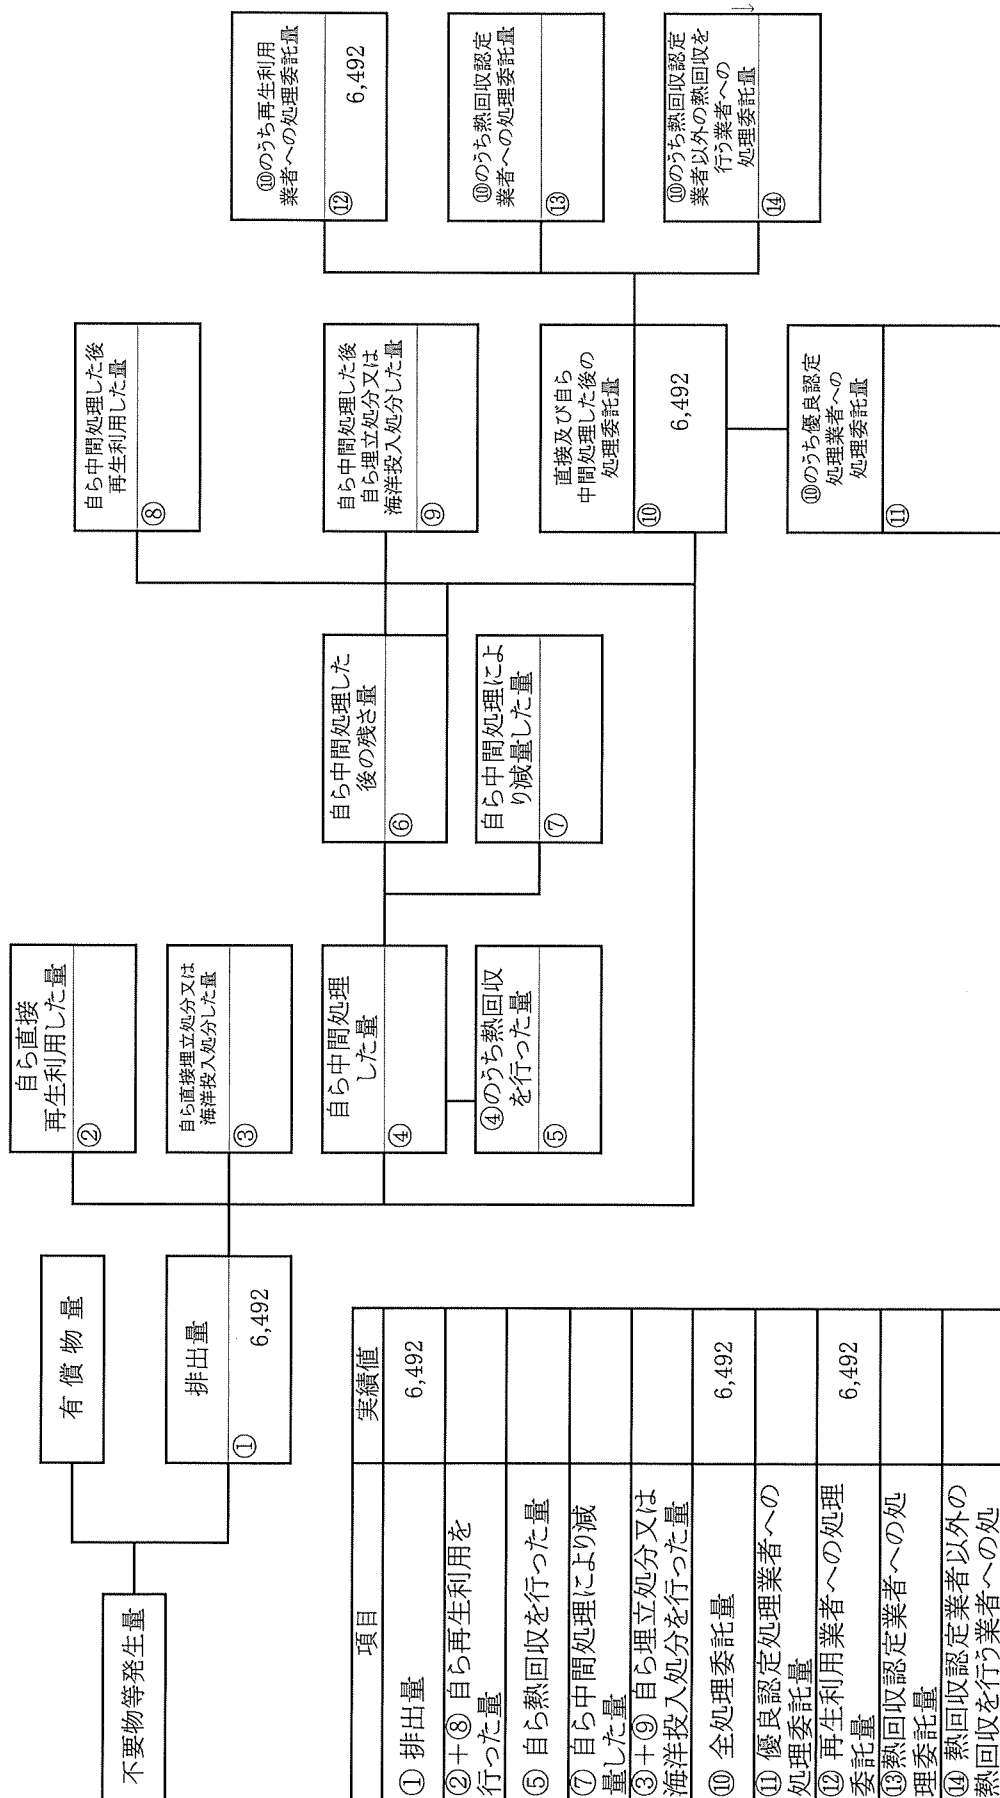 不要物等発生量
有償物量
排出量
①
6,492
自ら直接
再生利用した量
②
自ら直接埋立処分又は
海洋投入処分した量
③
自ら中間処理
した量
④
④のうち熱回収
を行った量
⑤
自ら中間処理した
後の残さ量
⑥
自ら中間処理によ
り減量した量
⑦
自ら中間処理した後
再生利用した量
⑧
自ら中間処理した後
自ら埋立処分又は
海洋投入処分した量
⑨
直接及び自ら
中間処理した後の
処理委託量
⑩
6,492
⑩のうち優良認定
処理業者への
処理委託量
⑪
⑩のうち再生利用
業者への処理委託量
⑫
6,492
⑩のうち熱回収認定
業者への処理委託量
⑬
⑩のうち熱回収認定
業者以外の熱回収を
行う業者への
処理委託量
⑭
項目 実績値
① 排出量 6,492
②+⑧ 自ら再生利用を
行った量
⑤ 自ら熱回収を行った量
⑦ 自ら中間処理により減
量した量
③+⑨ 自ら埋立処分又は
海洋投入処分を行った量
⑩ 全処理委託量 6,492
⑪ 優良認定処理業者への
処理委託量
⑫ 再生利用業者への処理
委託量 6,492
⑬熱回収認定業者への処
理委託量
⑭ 熱回収認定業者以外の
熱回収を行う業者への処